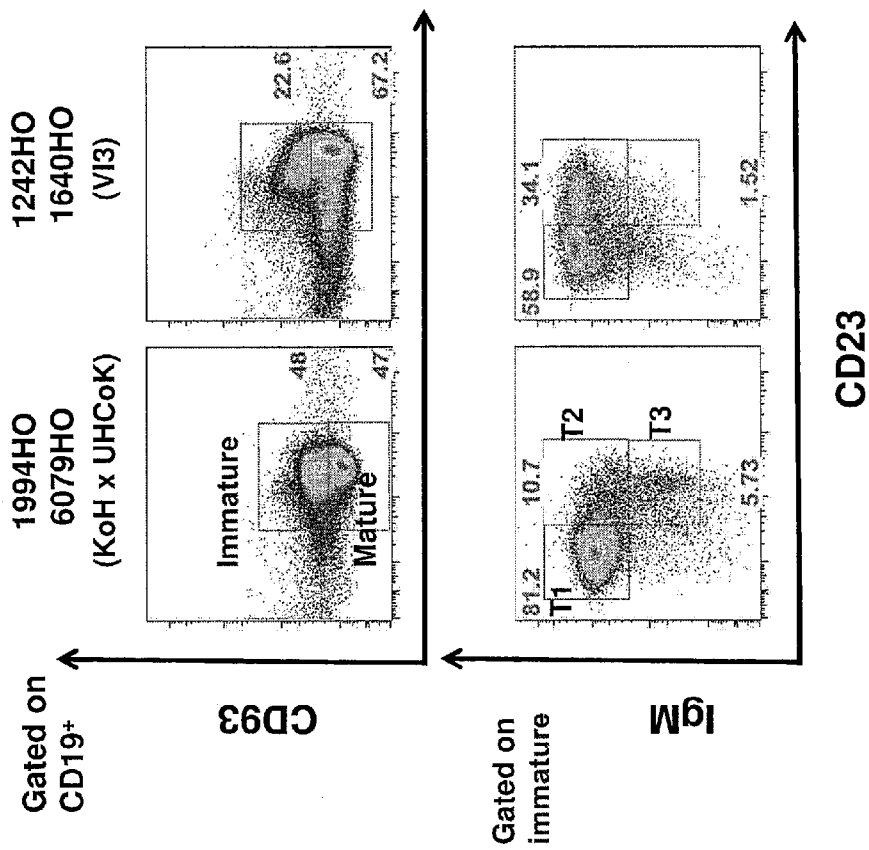 1994HO
6079HO
(KoH x UHCoK)
1242HO
1640HO
(VI3)
Gated on
CD19+
CD93
Immature
Mature
48
47
22.6
67.2
Gated on
immature
IgM
81.2
10.7
T1
T2
T3
5.73
58.9
34.1
1.52
CD23